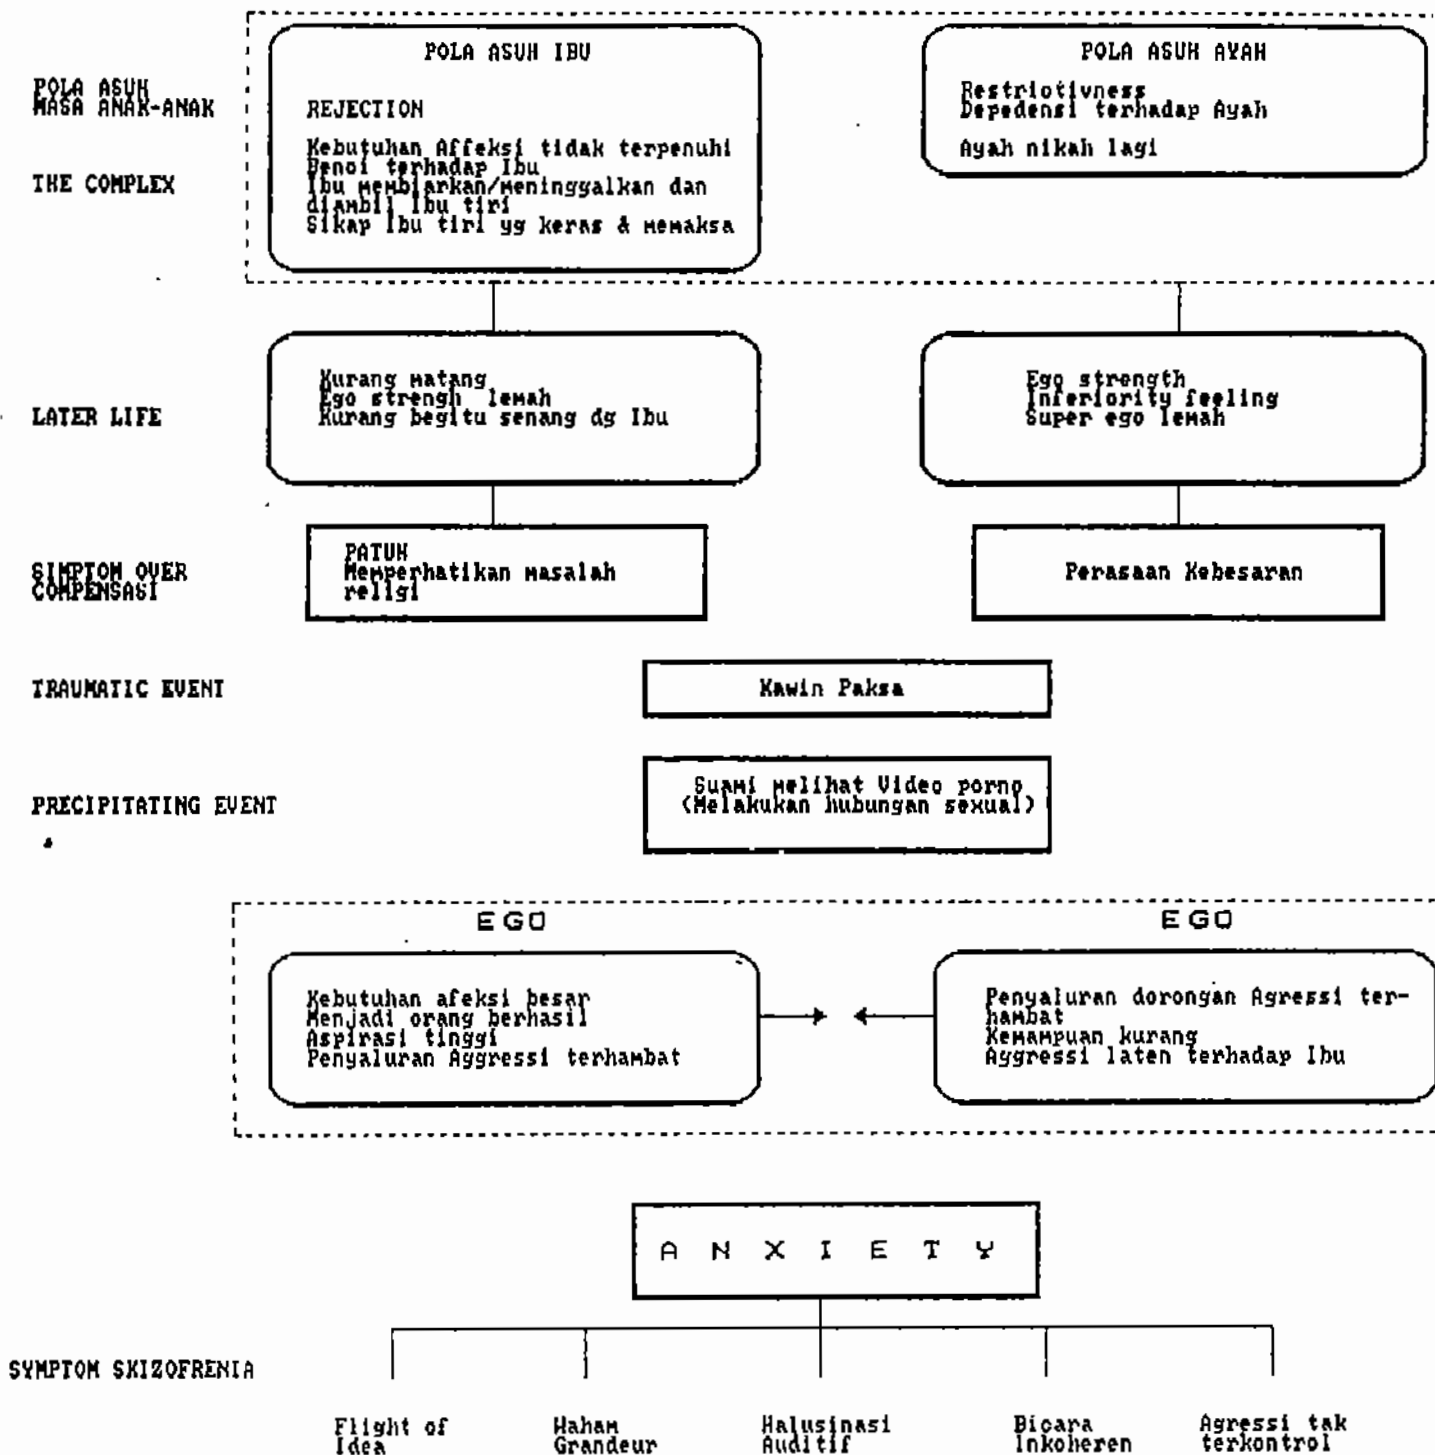 POLA ASUH
MASA ANAK-ANAK
THE COMPLEX
POLA ASUH IBU
REJECTION
Kebutuhan Affeksi tidak terpenuhi
Benci terhadap Ibu
Ibu membiarkan/meninggalkan dan
diambil Ibu tiri
Sikap Ibu tiri yg keras & memaksa
POLA ASUH AYAH
Restrictivness
Depedensi terhadap Ayah
Ayah nikah lagi
LATER LIFE
Kurang matang
Ego strengh lemah
Kurang begitu senang dg Ibu
Ego strength
Inferiority feeling
Super ego lemah
SIMPTOM OVER
COMPENSASI
PATUH
Memperhatikan masalah
religi
Perasaan Kebesaran
TRAUMATIC EVENT
Kawin Paksa
PRECIPITATING EVENT
Suami melihat Video porno
(Melakukan hubungan sexual)
EGO
Kebutuhan afeksi besar
Menjadi orang berhasil
Aspirasi tinggi
Penyaluran Aggressi terhambat
EGO
Penyaluran dorongan Agressi ter-
hambat
Kemampuan kurang
Aggressi laten terhadap Ibu
A N X I E T Y
SYMPTOM SKIZOFRENIA
Flight of
Idea
Waham
Grandeur
Halusinasi
Auditif
Bicara
Inkoheren
Agressi tak
terkontrol